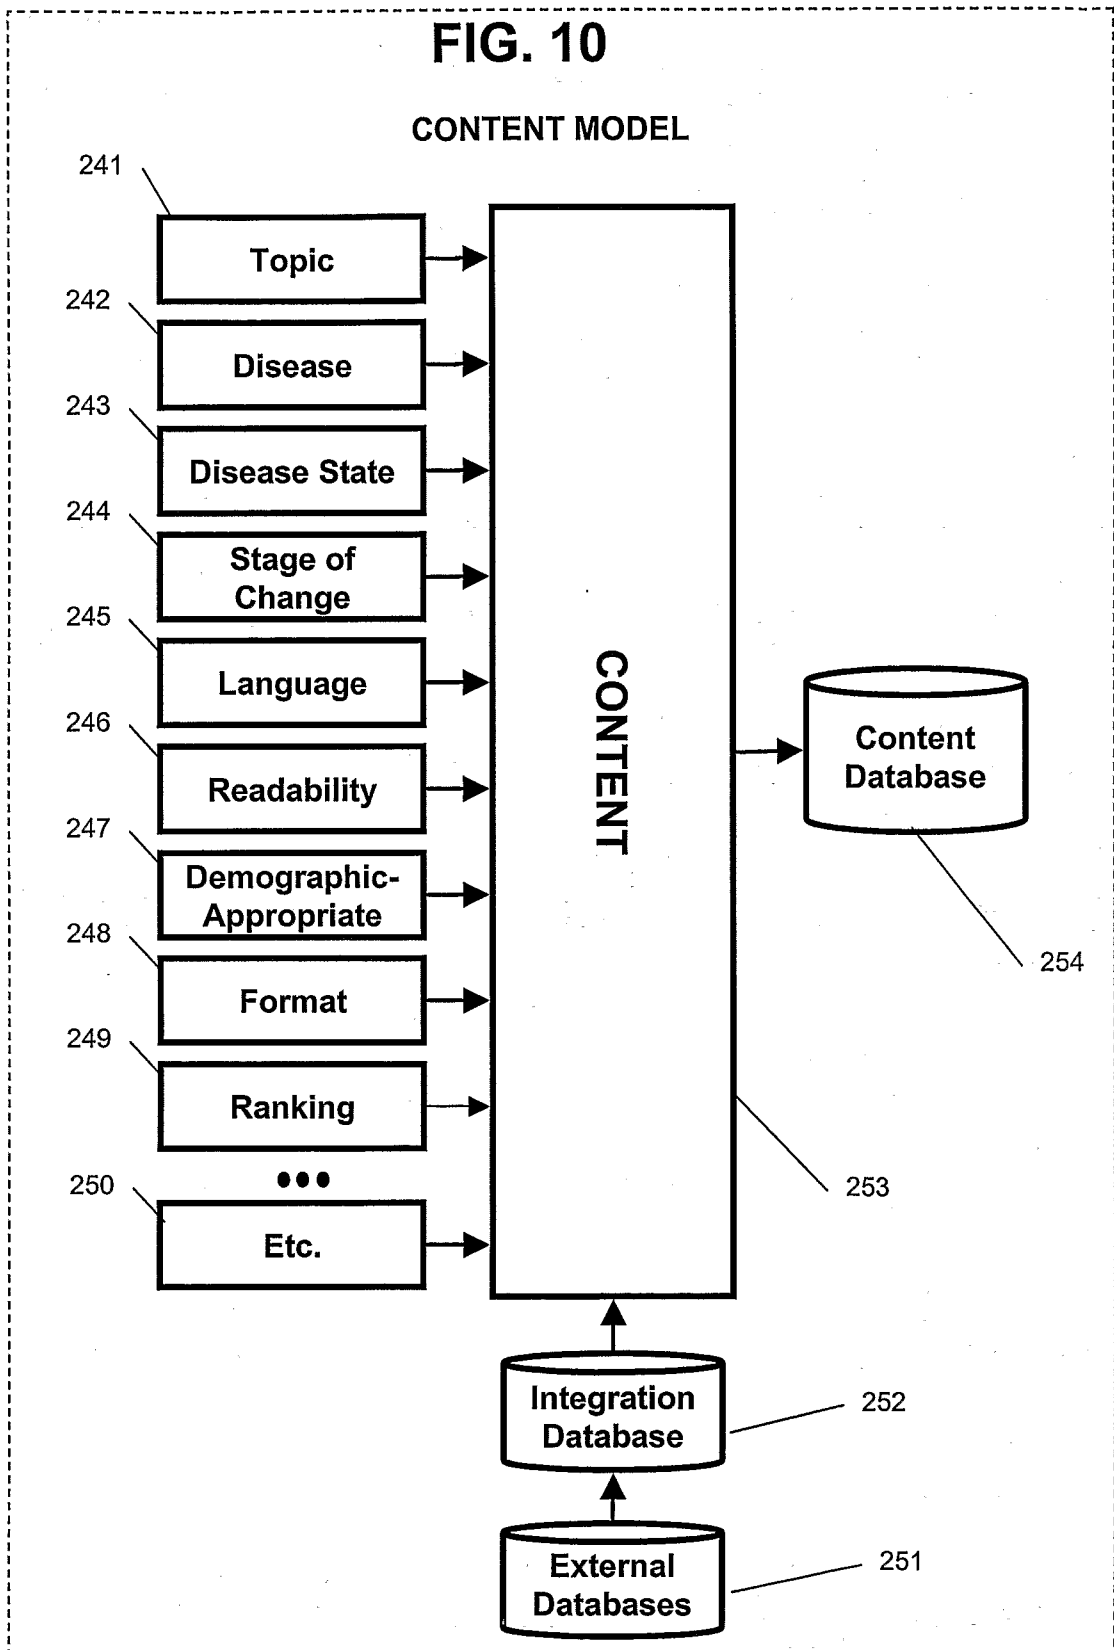 FIG. 10
CONTENT MODEL
241
Topic
242
Disease
243
Disease State
244
Stage of
Change
245
Language
246
Readability
247
Demographic-
Appropriate
248
Format
249
Ranking
•••
250
Etc.
CONTENT
253
Content
Database
254
Integration
Database
252
External
Databases
251